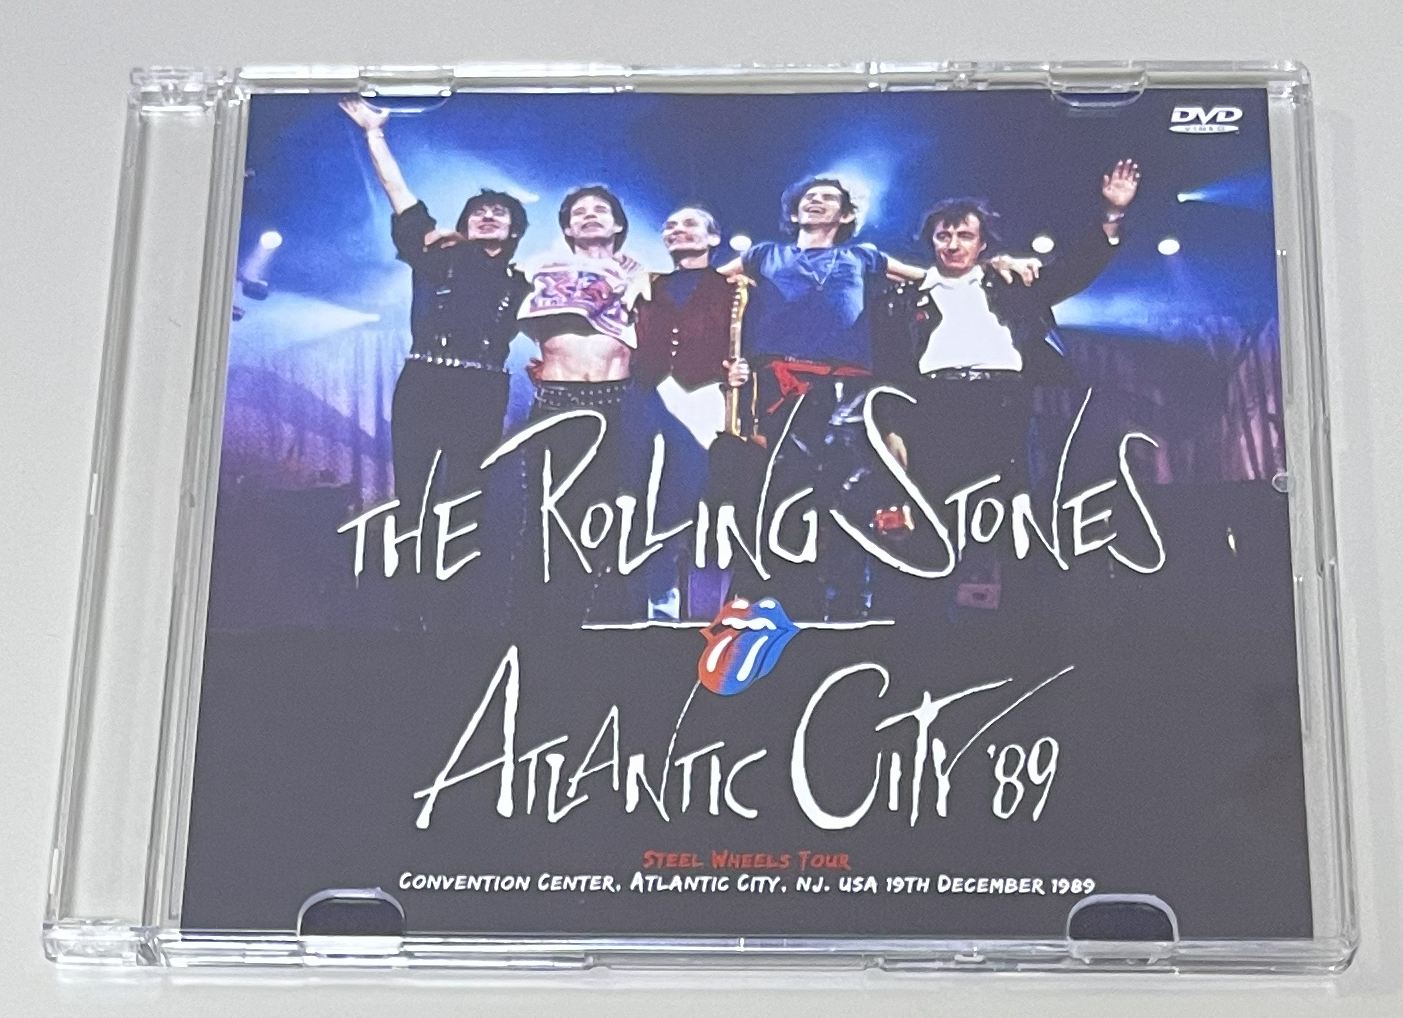 DVD
VIDEO
THE ROLLING STONES
ATLANTIC CITY '89
STEEL WHEELS TOUR
CONVENTION CENTER, ATLANTIC CITY, NJ. USA 19TH DECEMBER 1989